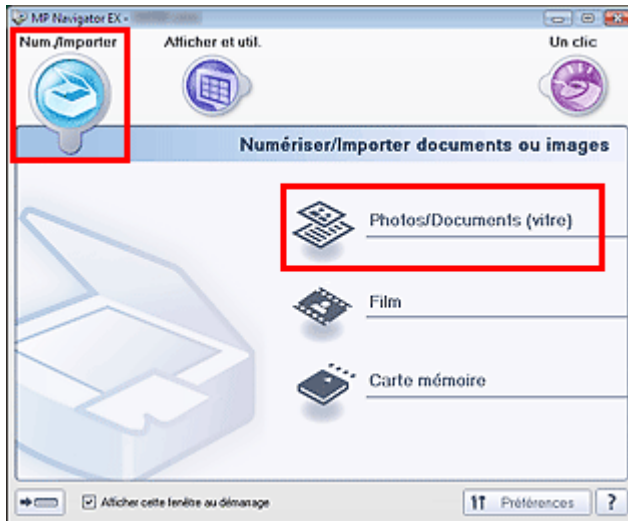 MP Navigator EX -
Num./Importer Afficher et util. Un clic
Numériser/Importer documents ou images
Photos/Documents (vitre)
Film
Carte mémoire
Afficher cette fenêtre au démarrage Préférences ?